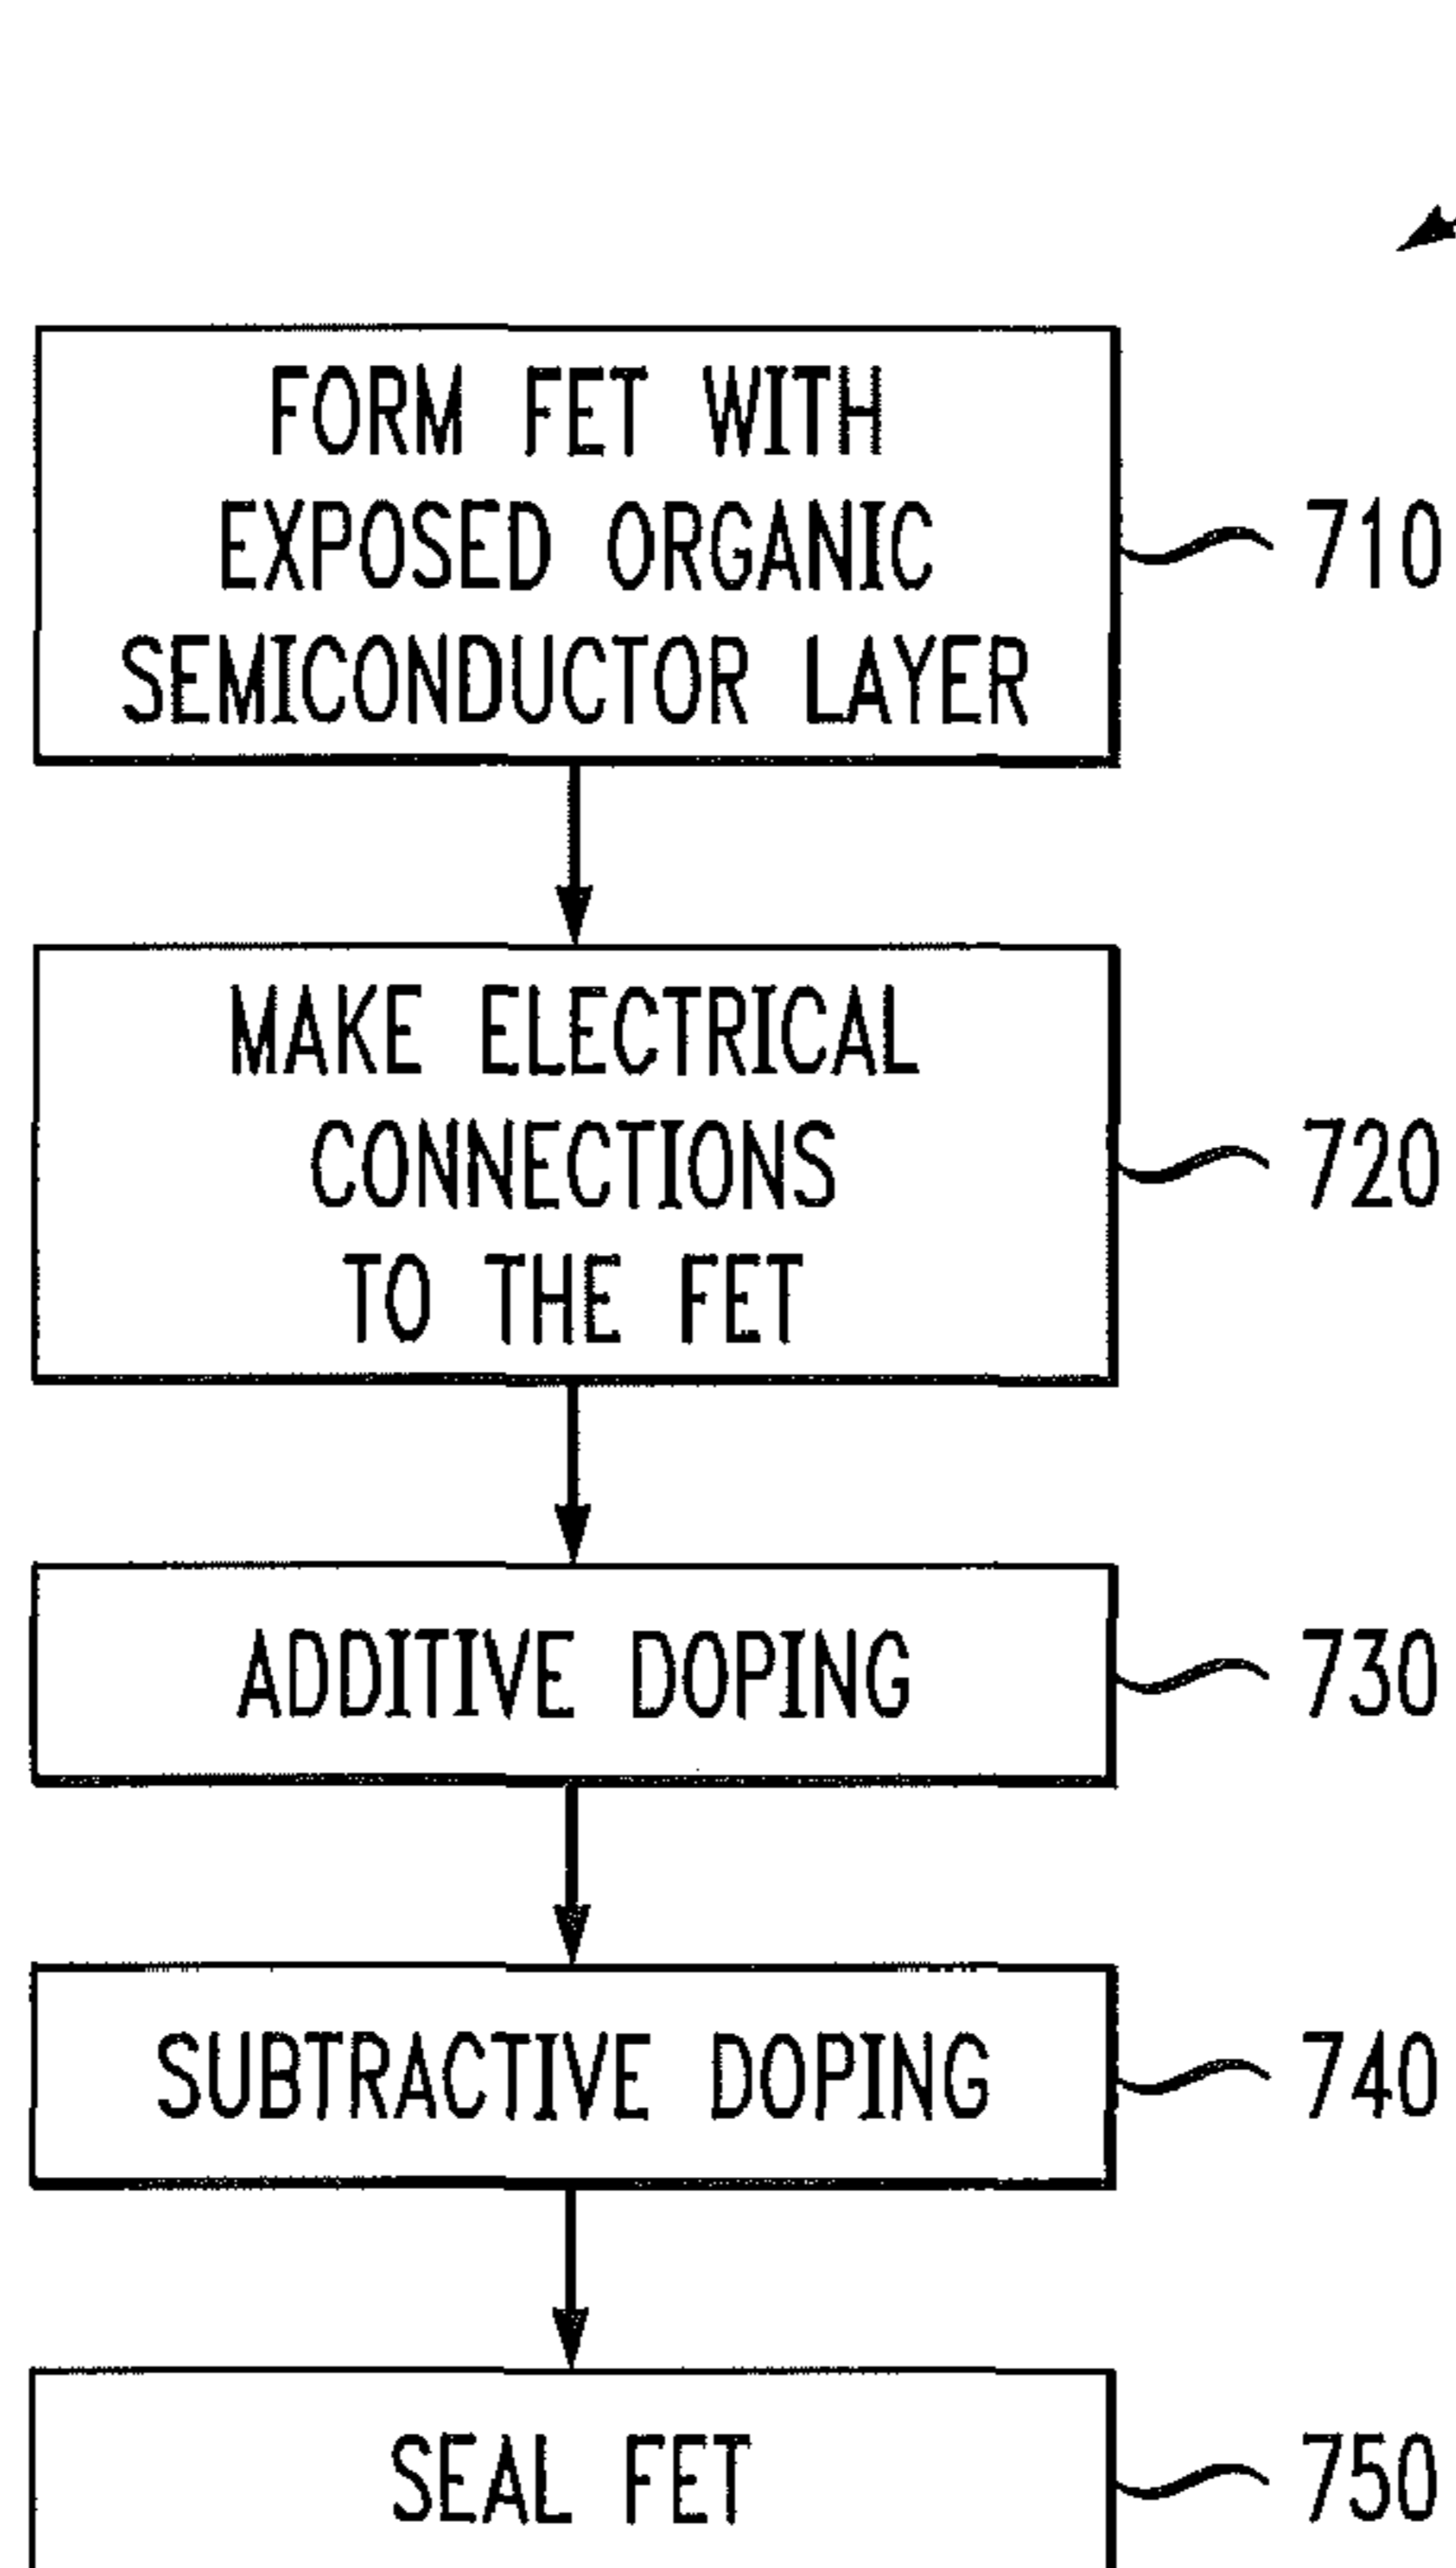 FORM FET WITH
EXPOSED ORGANIC
SEMICONDUCTOR LAYER
710
MAKE ELECTRICAL
CONNECTIONS
TO THE FET
720
ADDITIVE DOPING
730
SUBTRACTIVE DOPING
740
SEAL FET
750